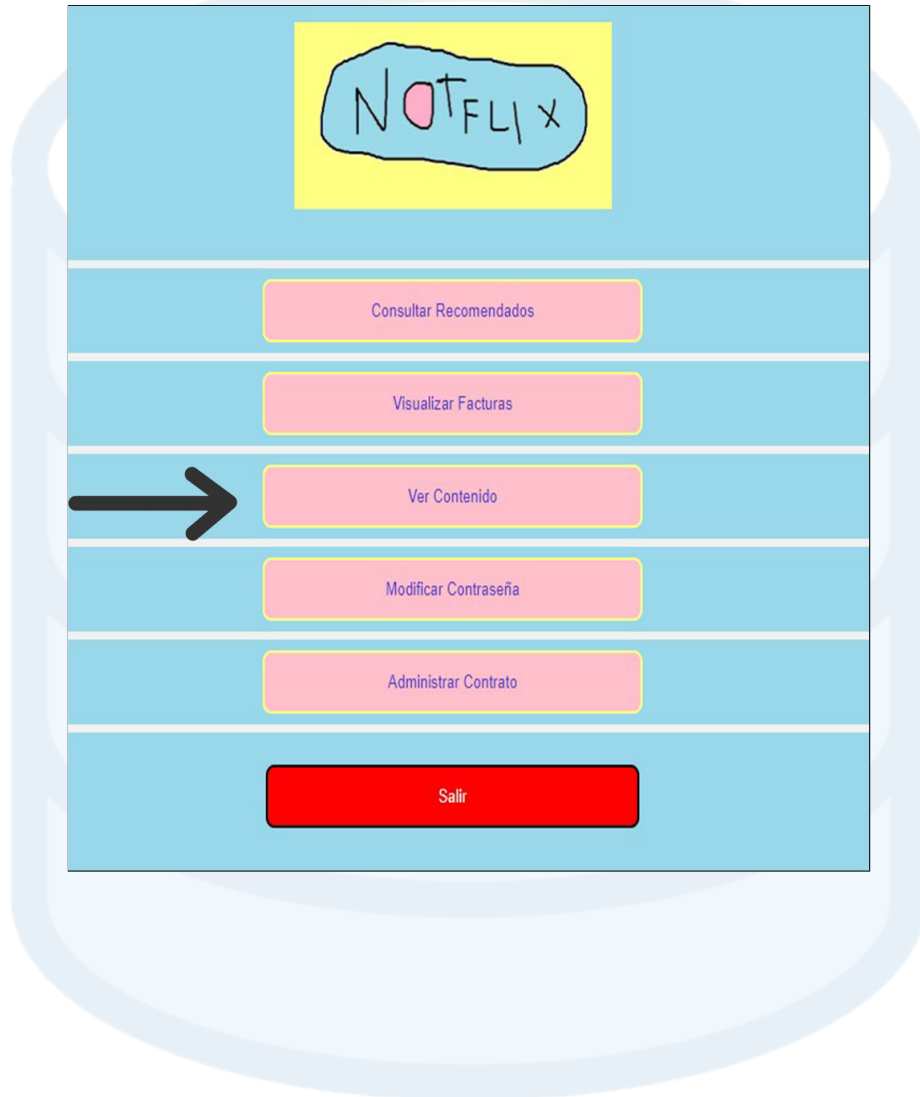 NOTFLIX
Consultar Recomendados
Visualizar Facturas
Ver Contenido
Modificar Contraseña
Administrar Contrato
Salir